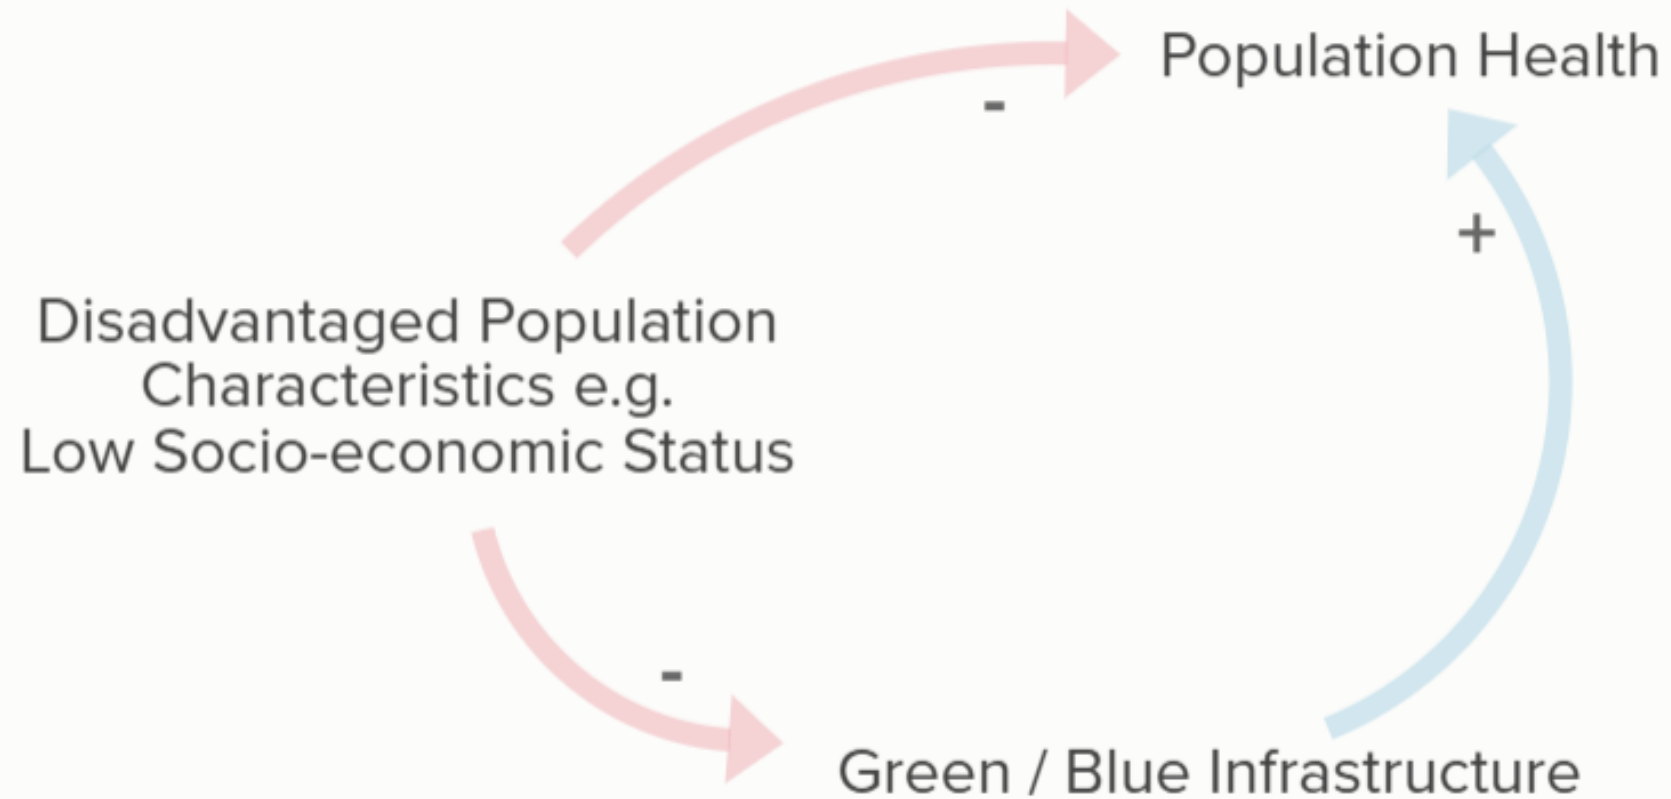 Population Health
-
+
Disadvantaged Population
Characteristics e.g.
Low Socio-economic Status
-
Green / Blue Infrastructure